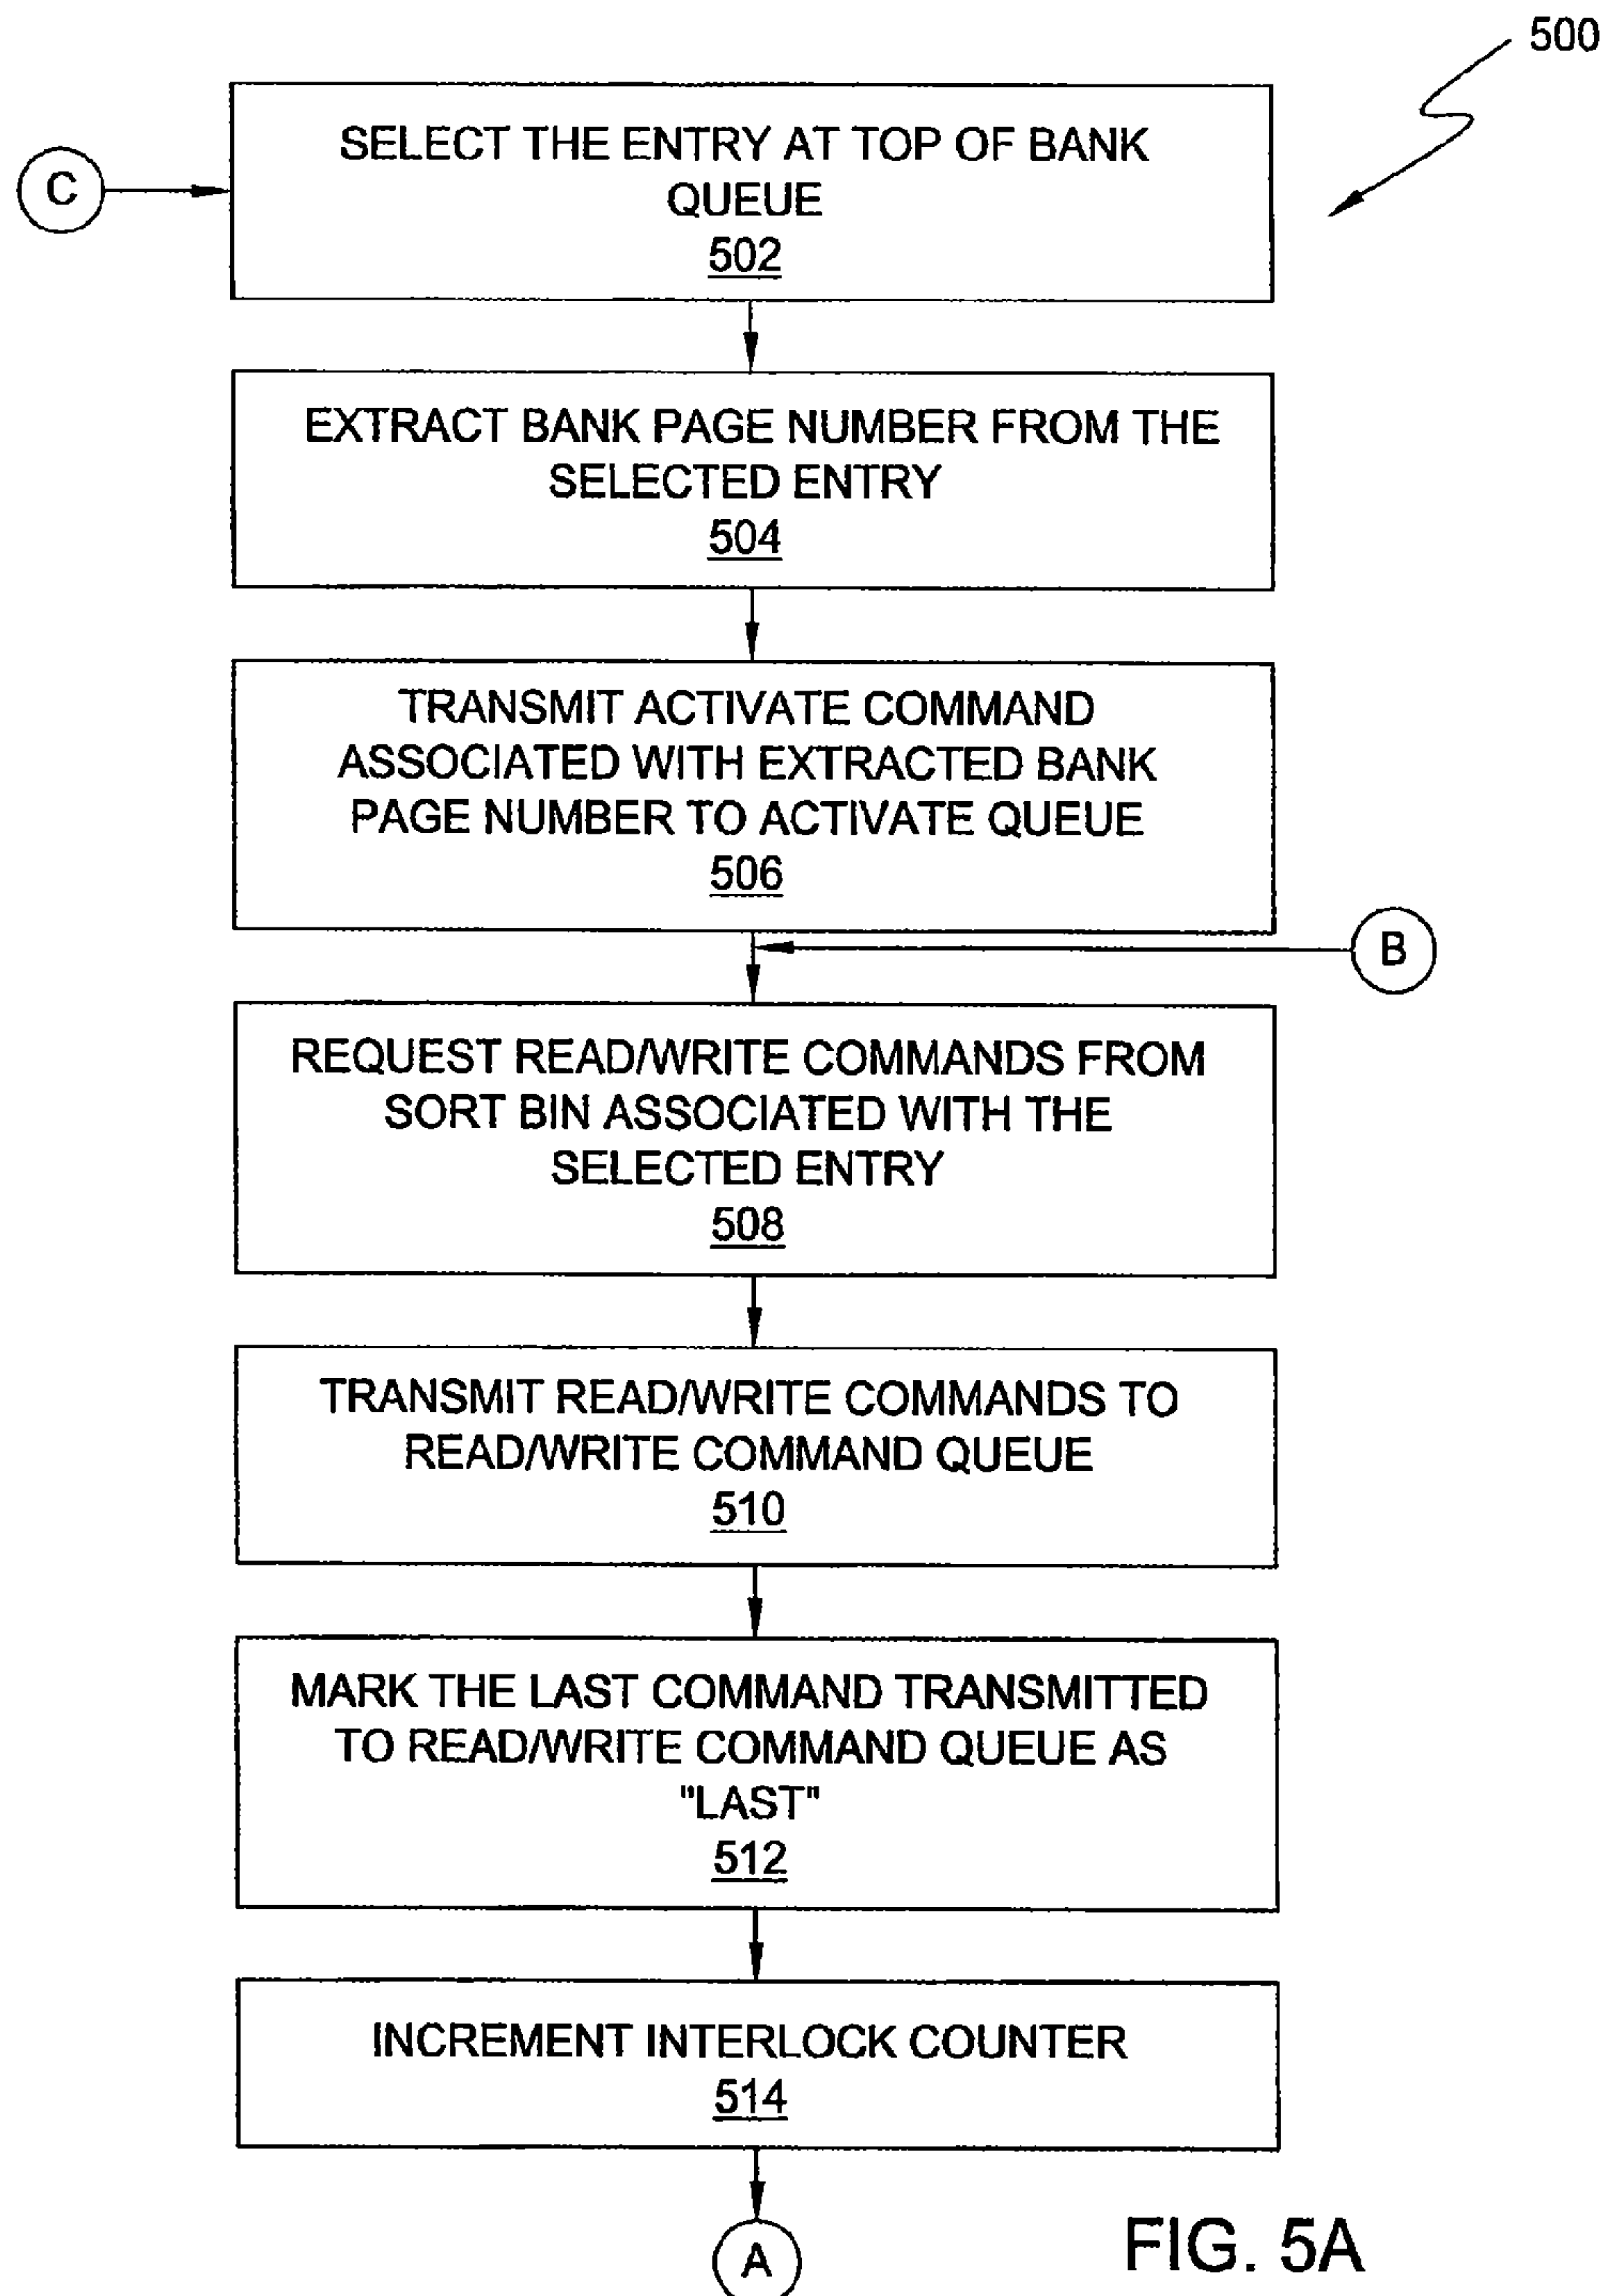 500
SELECT THE ENTRY AT TOP OF BANK
QUEUE
502
C
EXTRACT BANK PAGE NUMBER FROM THE
SELECTED ENTRY
504
TRANSMIT ACTIVATE COMMAND
ASSOCIATED WITH EXTRACTED BANK
PAGE NUMBER TO ACTIVATE QUEUE
506
B
REQUEST READ/WRITE COMMANDS FROM
SORT BIN ASSOCIATED WITH THE
SELECTED ENTRY
508
TRANSMIT READ/WRITE COMMANDS TO
READ/WRITE COMMAND QUEUE
510
MARK THE LAST COMMAND TRANSMITTED
TO READ/WRITE COMMAND QUEUE AS
"LAST"
512
INCREMENT INTERLOCK COUNTER
514
A
FIG. 5A